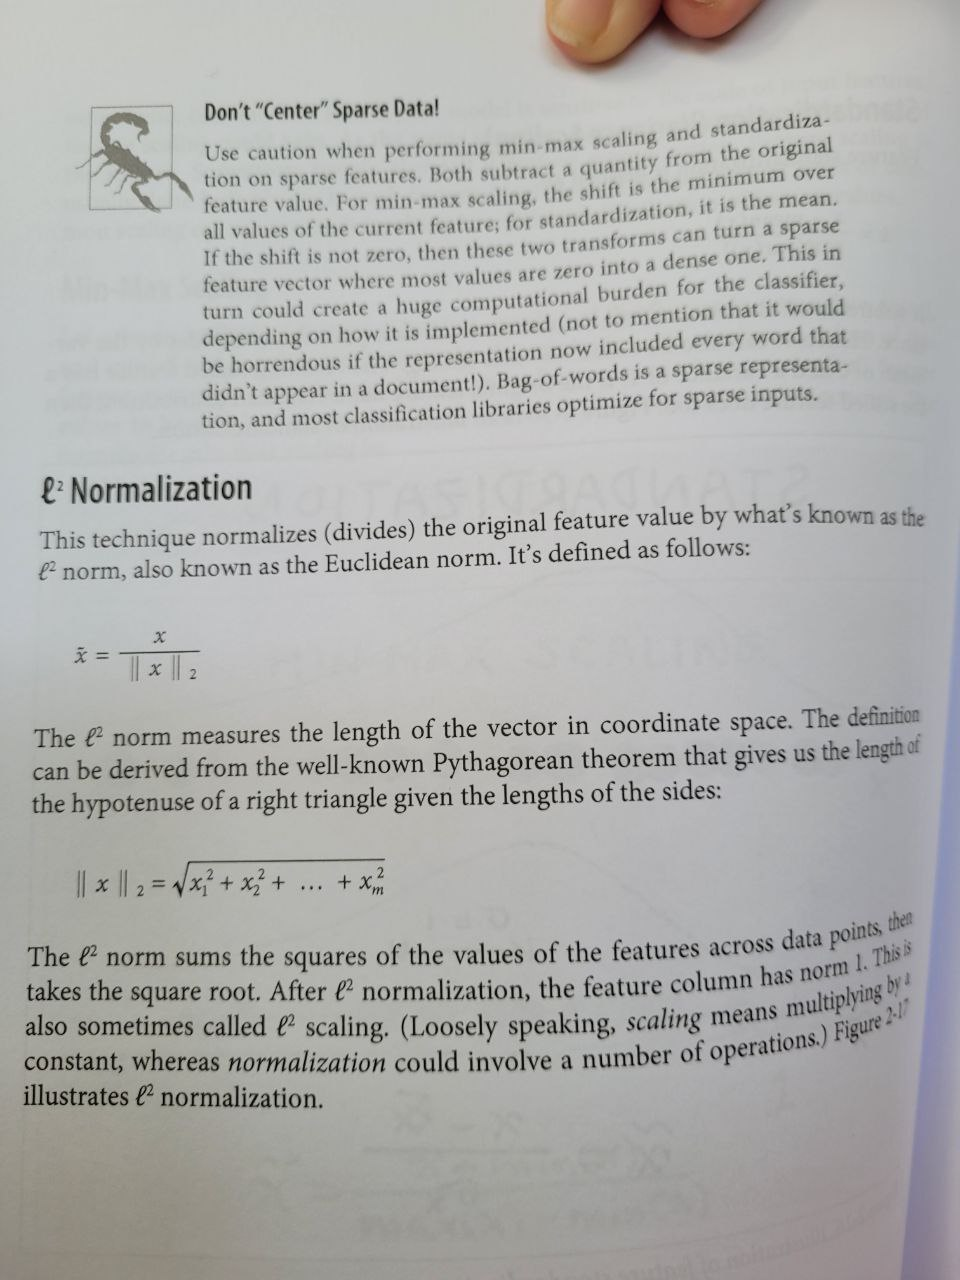 Don't "Center" Sparse Data!
Use caution when performing min-max scaling and standardiza-
tion on sparse features. Both subtract a quantity from the original
feature value. For min-max scaling, the shift is the minimum over
all values of the current feature; for standardization, it is the mean.
If the shift is not zero, then these two transforms can turn a sparse
feature vector where most values are zero into a dense one. This in
turn could create a huge computational burden for the classifier,
depending on how it is implemented (not to mention that it would
be horrendous if the representation now included every word that
didn't appear in a document!). Bag-of-words is a sparse representa-
tion, and most classification libraries optimize for sparse inputs.
ℓ² Normalization
This technique normalizes (divides) the original feature value by what's known as the
ℓ² norm, also known as the Euclidean norm. It's defined as follows:
x̃ = x / ‖ x ‖₂
The ℓ² norm measures the length of the vector in coordinate space. The definition
can be derived from the well-known Pythagorean theorem that gives us the length of
the hypotenuse of a right triangle given the lengths of the sides:
‖ x ‖₂ = √(x₁² + x₂² + ... + xₘ²)
The ℓ² norm sums the squares of the values of the features across data points, then
takes the square root. After ℓ² normalization, the feature column has norm 1. This is
also sometimes called ℓ² scaling. (Loosely speaking, scaling means multiplying by a
constant, whereas normalization could involve a number of operations.) Figure 2-17
illustrates ℓ² normalization.